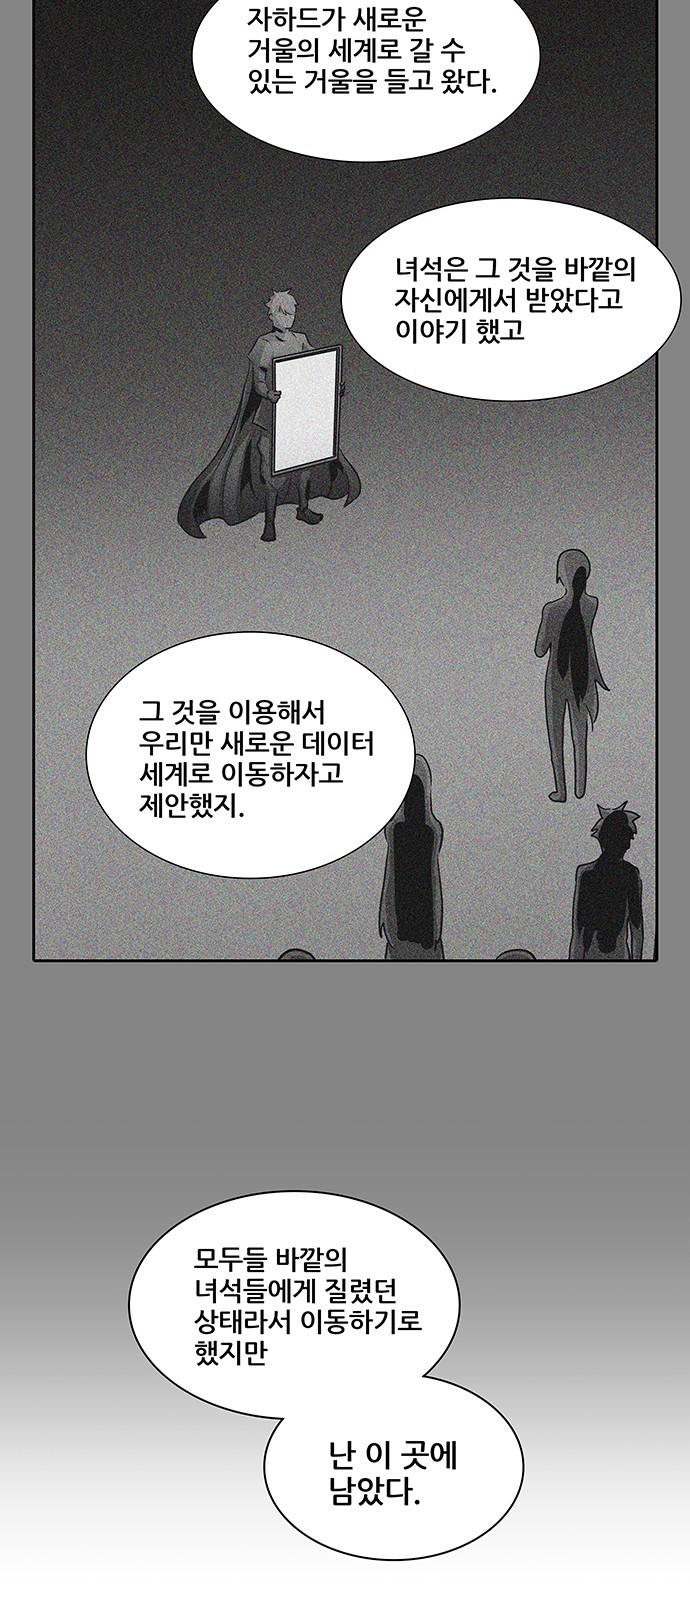 자하드가 새로운
거울의 세계로 갈 수
있는 거울을 들고 왔다.
녀석은 그 것을 바깥의
자신에게서 받았다고
이야기 했고
그 것을 이용해서
우리만 새로운 데이터
세계로 이동하자고
제안했지.
모두들 바깥의
녀석들에게 질렸던
상태라서 이동하기로
했지만
난 이 곳에
남았다.